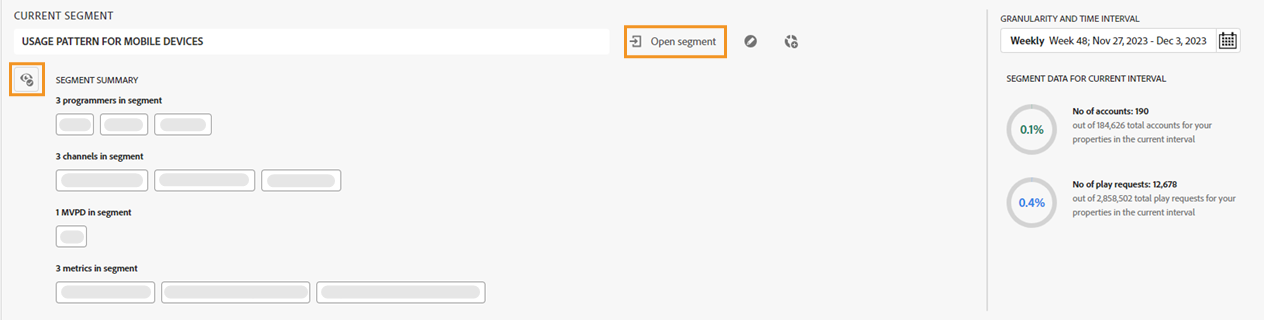 CURRENT SEGMENT
USAGE PATTERN FOR MOBILE DEVICES
Open segment
SEGMENT SUMMARY
3 programmers in segment
3 channels in segment
1 MVPD in segment
3 metrics in segment
GRANULARITY AND TIME INTERVAL
Weekly Week 48; Nov 27, 2023 - Dec 3, 2023
SEGMENT DATA FOR CURRENT INTERVAL
0.1%
No of accounts: 190
out of 184,626 total accounts for your
properties in the current interval
0.4%
No of play requests: 12,678
out of 2,858,502 total play requests for your
properties in the current interval